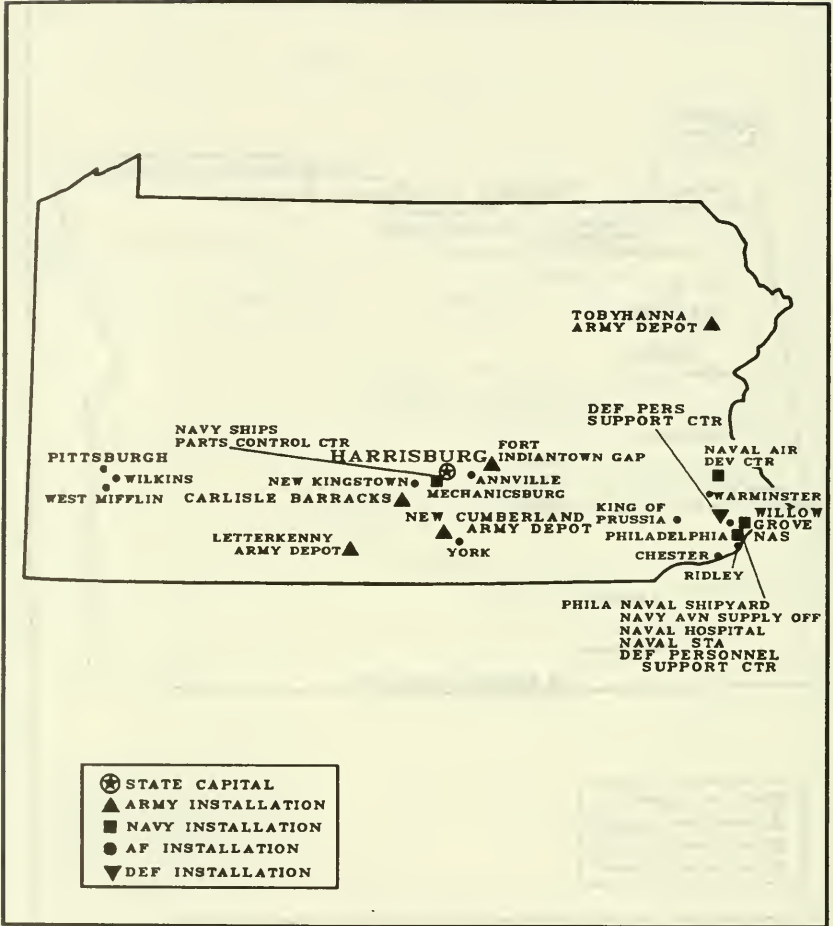 TOBYHANNA
ARMY DEPOT
DEF PERS
SUPPORT CTR
NAVY SHIPS
PARTS CONTROL CTR
HARRISBURG
FORT
INDIANTOWN GAP
NAVAL AIR
DEV CTR
PITTSBURGH
WILKINS
WEST MIFFLIN
NEW KINGSTOWN
ANNVILLE
MECHANICSBURG
CARLISLE BARRACKS
WARMINSTER
KING OF
PRUSSIA
WILLOW
GROVE
NAS
NEW CUMBERLAND
ARMY DEPOT
PHILADELPHIA
LETTERKENNY
ARMY DEPOT
YORK
CHESTER
RIDLEY
PHILA NAVAL SHIPYARD
NAVY AVN SUPPLY OFF
NAVAL HOSPITAL
NAVAL STA
DEF PERSONNEL
SUPPORT CTR
STATE CAPITAL
ARMY INSTALLATION
NAVY INSTALLATION
AF INSTALLATION
DEF INSTALLATION